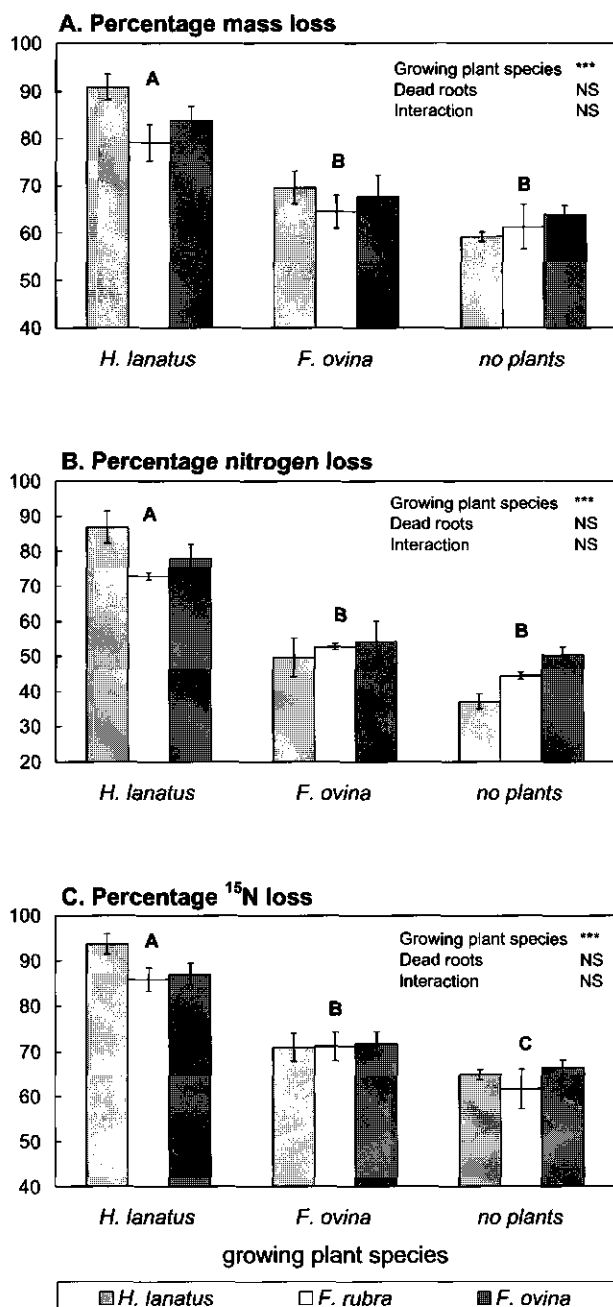 A. Percentage mass loss
100
90
80
70
60
50
40
A
B
B
Growing plant species ***
Dead roots NS
Interaction NS
H. lanatus F. ovina no plants
B. Percentage nitrogen loss
100
90
80
70
60
50
40
30
20
A
B
B
Growing plant species ***
Dead roots NS
Interaction NS
H. lanatus F. ovina no plants
C. Percentage ¹⁵N loss
100
90
80
70
60
50
40
A
B
C
Growing plant species ***
Dead roots NS
Interaction NS
H. lanatus F. ovina no plants
growing plant species
H. lanatus F. rubra F. ovina